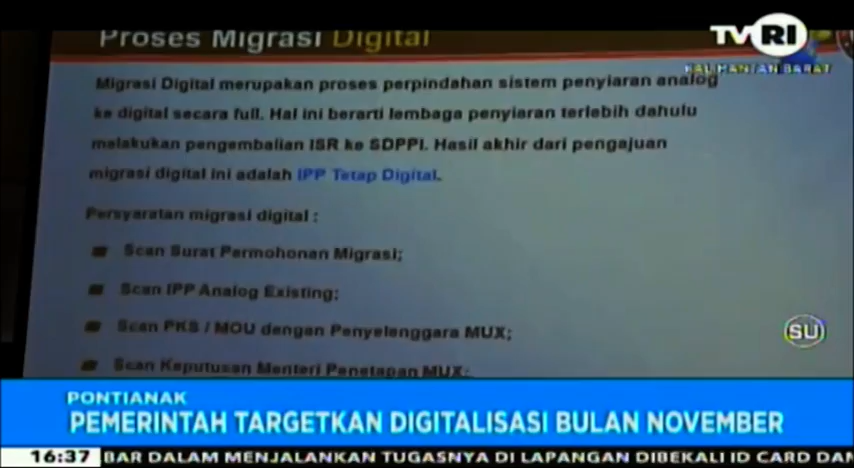 Proses Migrasi Digital
TVRI
KALIMANTAN BARAT
Migrasi Digital merupakan proses perpindahan sistem penyiaran analog
ke digital secara full. Hal ini berarti lembaga penyiaran terlebih dahulu
melakukan pengembalian ISR ke SDPPI. Hasil akhir dari pengajuan
migrasi digital ini adalah IPP Tetap Digital.
Persyaratan migrasi digital :
Scan Surat Permohonan Migrasi;
Scan IPP Analog Existing;
Scan PKS / MOU dengan Penyelenggara MUX;
SU
Scan Keputusan Menteri Penetapan MUX;
PONTIANAK
PEMERINTAH TARGETKAN DIGITALISASI BULAN NOVEMBER
16:37 BAR DALAM MENJALANKAN TUGASNYA DI LAPANGAN DIBEKALI ID CARD DAN